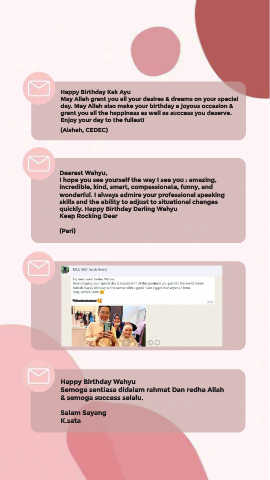 Happy Birthday Kak Ayu
May Allah grant you all your desires & dreams on your special
day. May Allah also make your birthday a joyous occasion &
grant you all the happiness as well as success you deserve.
Enjoy your day to the fullest!
(Aishah, CEDEC)
Dearest Wahyu,
I hope you see yourself the way I see you : amazing,
incredible, kind, smart, compassionate, funny, and
wonderful. I always admire your professional speaking
skills and the ability to adjust to situational changes
quickly. Happy Birthday Darling Wahyu
Keep Rocking Dear
(Pari)
Happy Birthday Wahyu
Semoga sentiasa didalam rahmat Dan redha Allah
& semoga success selalu.
Salam Sayang
K.sata